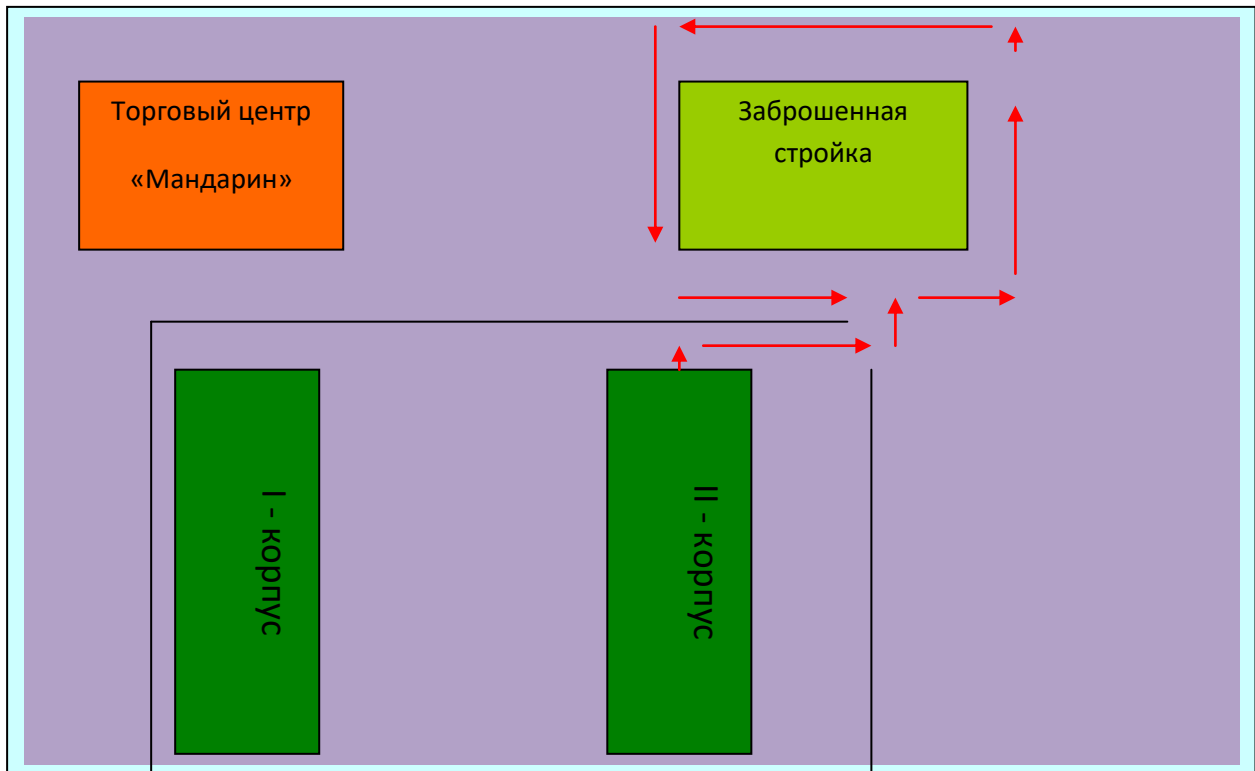 Торговый центр
«Мандарин»
Заброшенная
стройка
I - корпус
II - корпус